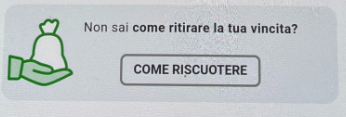 Non sai come ritirare la tua vincita?
COME RISCUOTERE